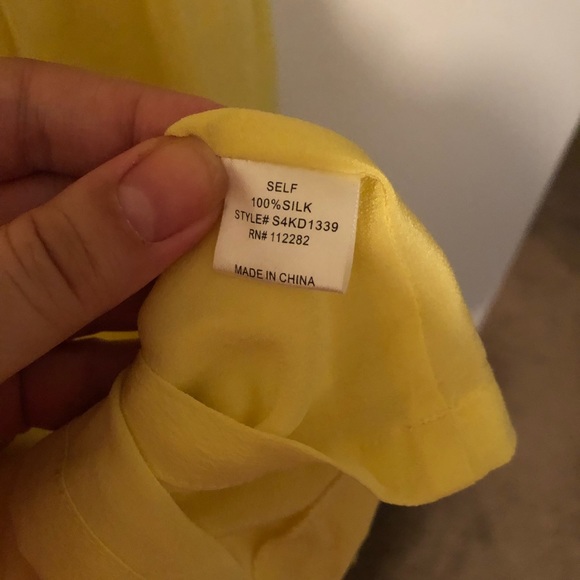 SELF
100%SILK
STYLE# S4KD1339
RN# 112282
MADE IN CHINA